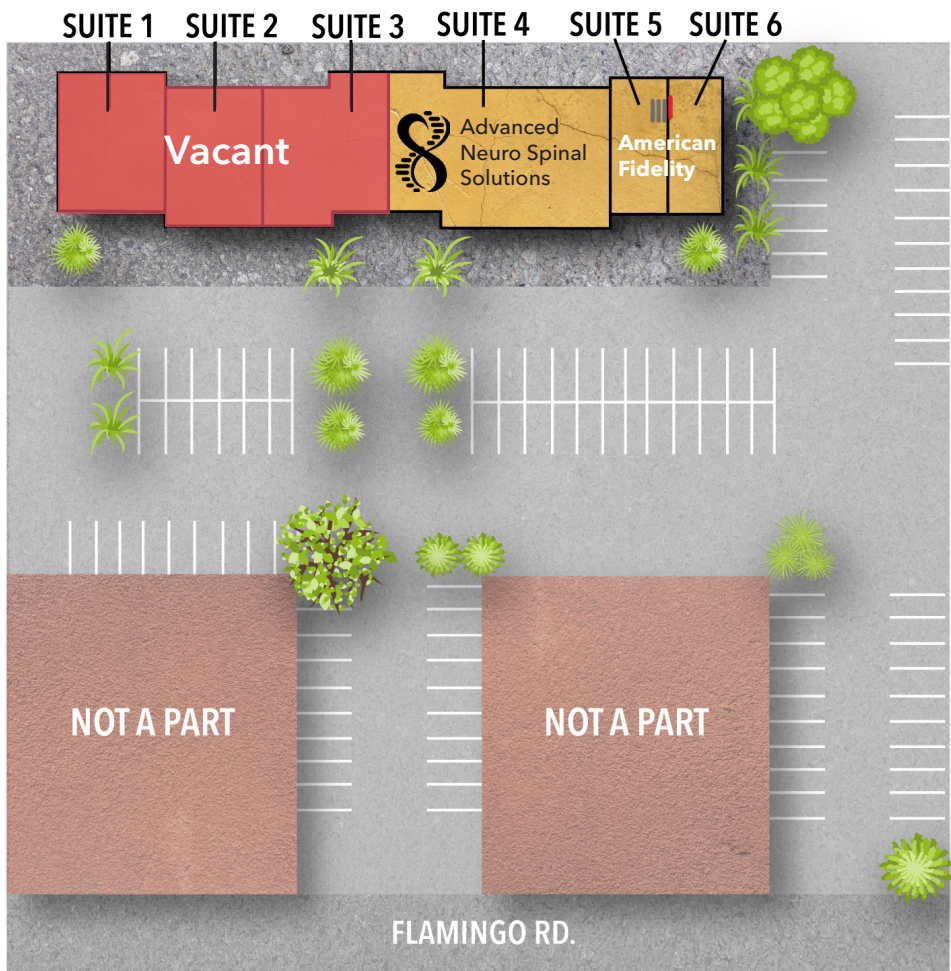 SUITE 1
SUITE 2
SUITE 3
SUITE 4
SUITE 5
SUITE 6
Vacant
Advanced
Neuro Spinal
Solutions
American
Fidelity
NOT A PART
NOT A PART
FLAMINGO RD.